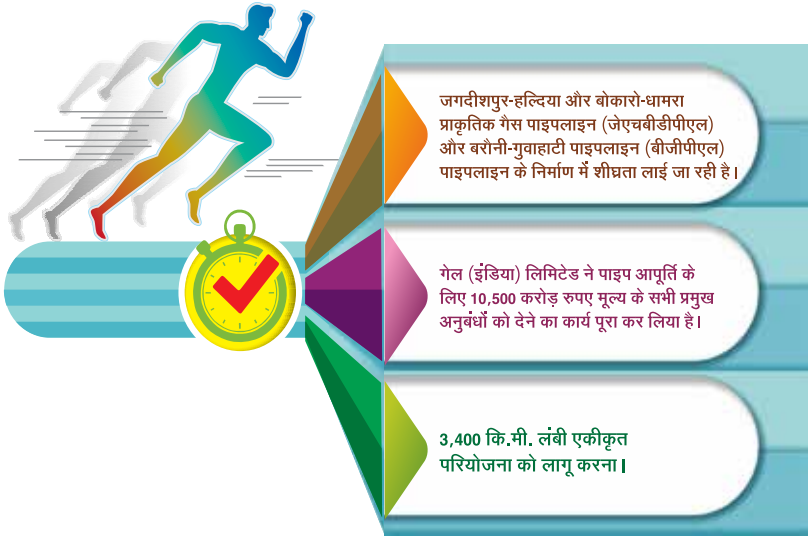 जगदीशपुर-हल्दिया और बोकारो-धामरा
प्राकृतिक गैस पाइपलाइन (जेएचबीडीपीएल)
और बरौनी-गुवाहाटी पाइपलाइन (बीजीपीएल)
पाइपलाइन के निर्माण में शीघ्रता लाई जा रही है।
गेल (इंडिया) लिमिटेड ने पाइप आपूर्ति के
लिए 10,500 करोड़ रुपए मूल्य के सभी प्रमुख
अनुबंधों को देने का कार्य पूरा कर लिया है।
3,400 कि.मी. लंबी एकीकृत
परियोजना को लागू करना।